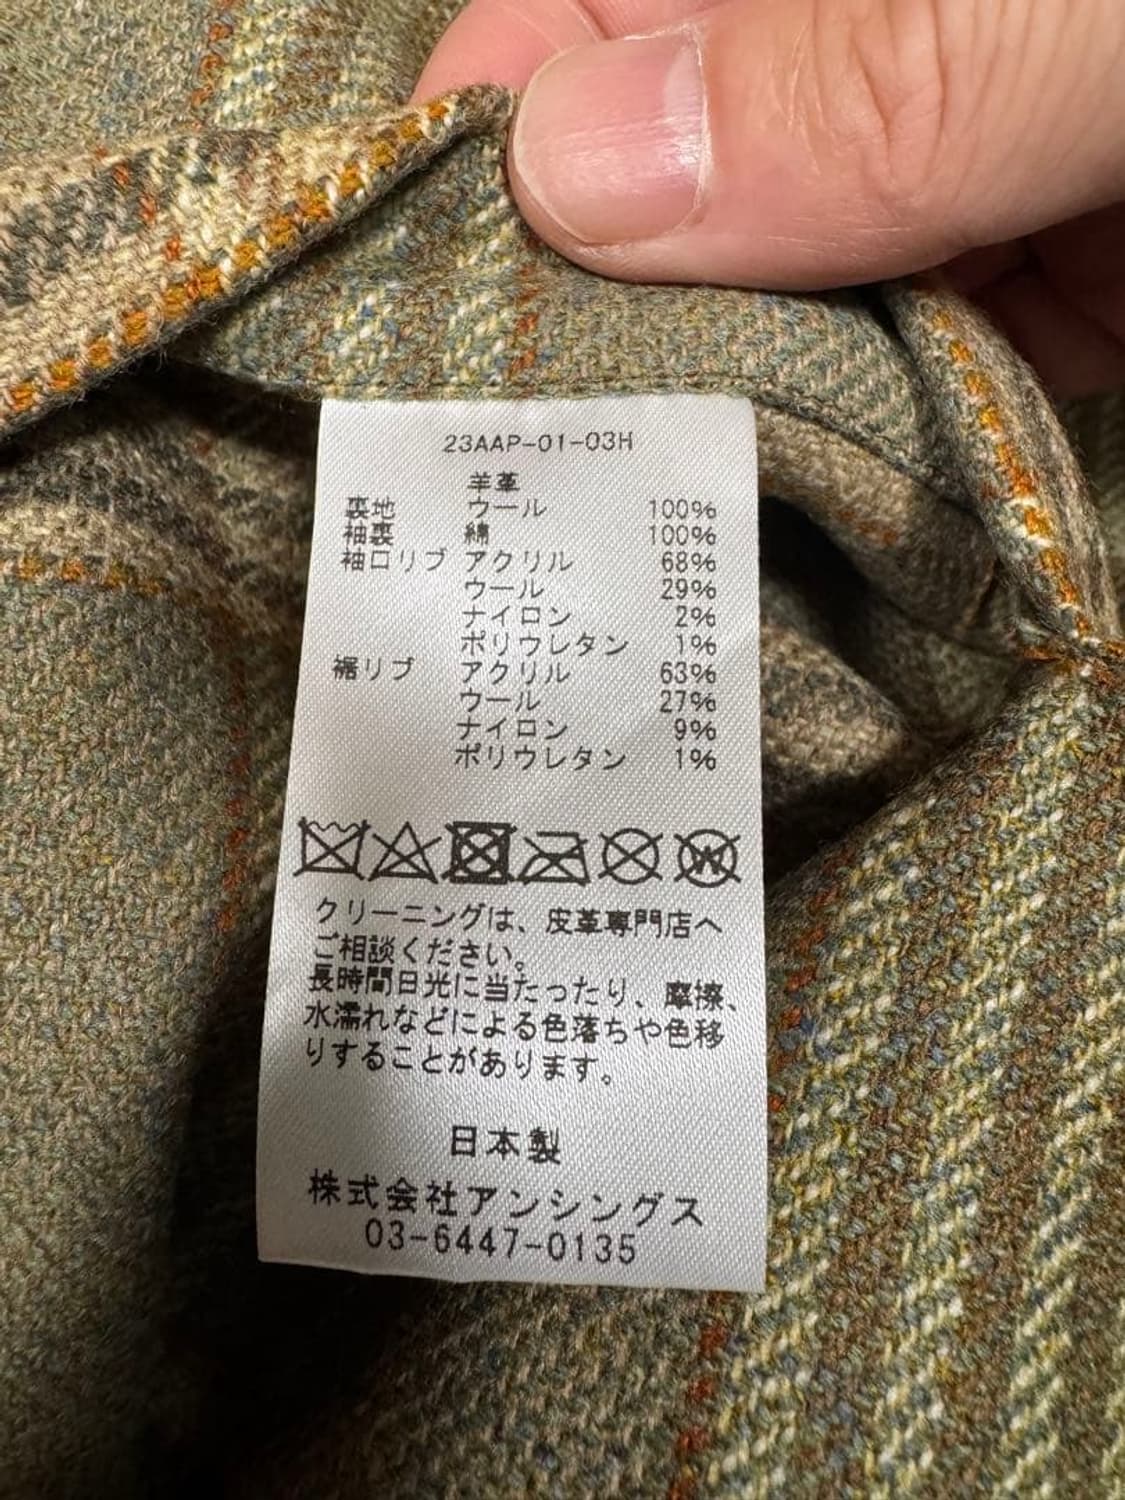 23AAP-01-03H
羊革
裏地 ウール 100%
袖裏 綿 100%
袖口リブ アクリル 68%
ウール 29%
ナイロン 2%
ポリウレタン 1%
裾リブ アクリル 63%
ウール 27%
ナイロン 9%
ポリウレタン 1%
W
クリーニングは、皮革専門店へ
ご相談ください。
長時間日光に当たったり、摩擦、
水濡れなどによる色落ちや色移
りすることがあります。
日本製
株式会社アンシングス
03-6447-0135